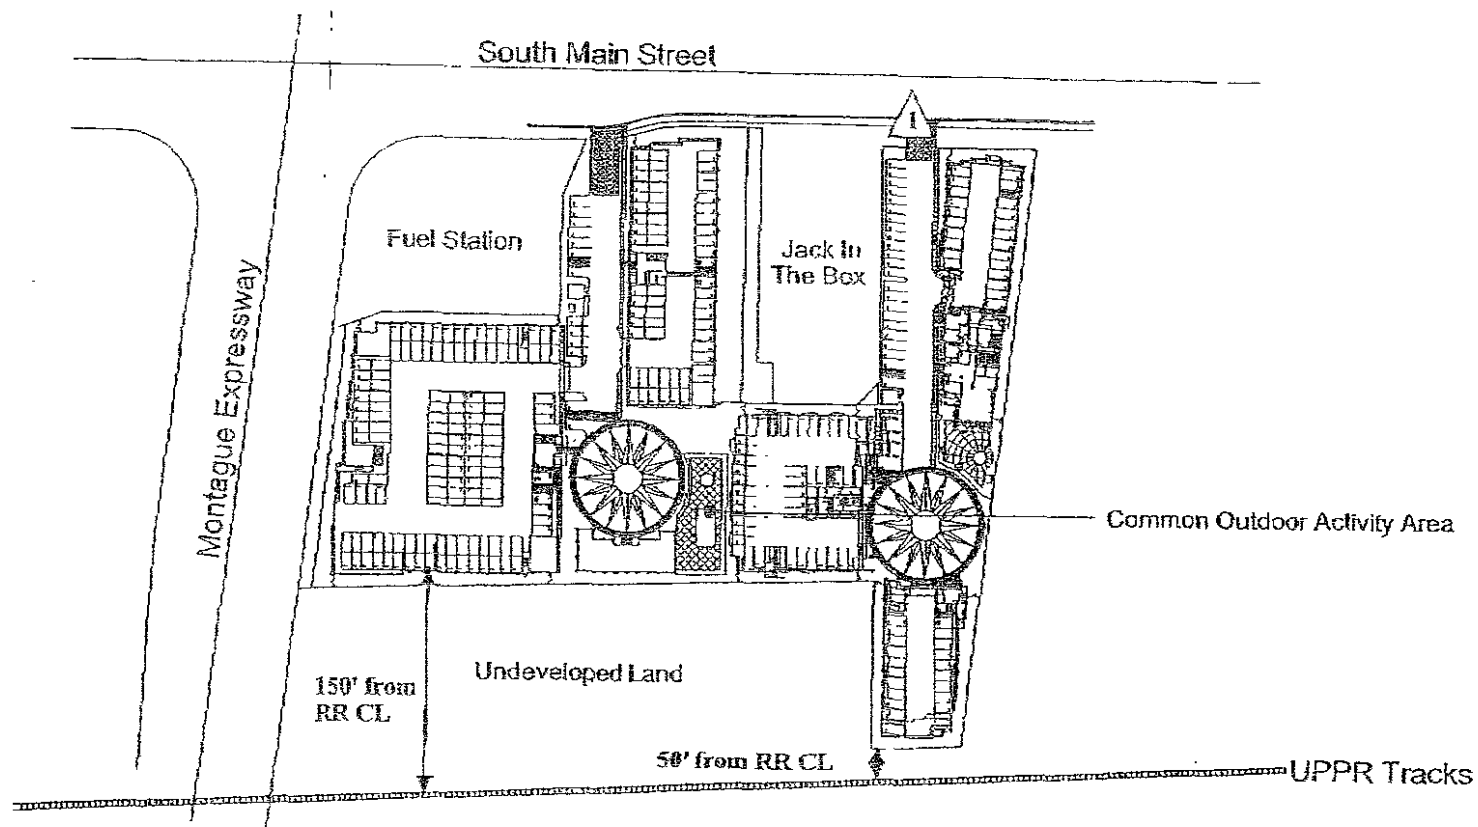 South Main Street
1
Fuel Station
Jack In
The Box
Montague Expressway
Common Outdoor Activity Area
Undeveloped Land
150' from
RR CL
50' from RR CL
UPPR Tracks